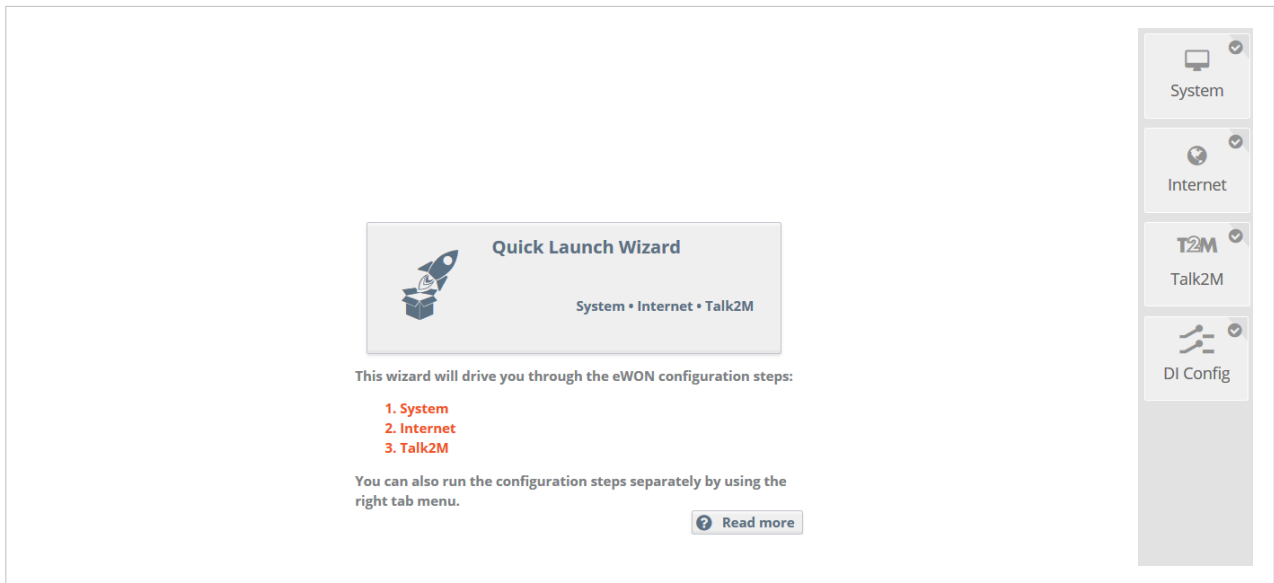 Quick Launch Wizard
System • Internet • Talk2M
This wizard will drive you through the eWON configuration steps:
1. System
2. Internet
3. Talk2M
You can also run the configuration steps separately by using the
right tab menu.
Read more
System
Internet
T2M
Talk2M
DI Config